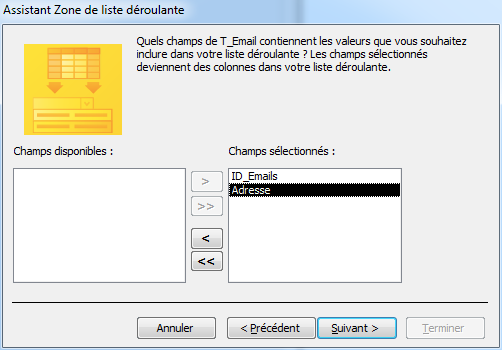 Assistant Zone de liste déroulante
Quels champs de T_Email contiennent les valeurs que vous souhaitez
inclure dans votre liste déroulante ? Les champs sélectionnés
deviennent des colonnes dans votre liste déroulante.
Champs disponibles :
Champs sélectionnés :
ID_Emails
Adresse
>
>>
<
<<
Annuler
< Précédent
Suivant >
Terminer